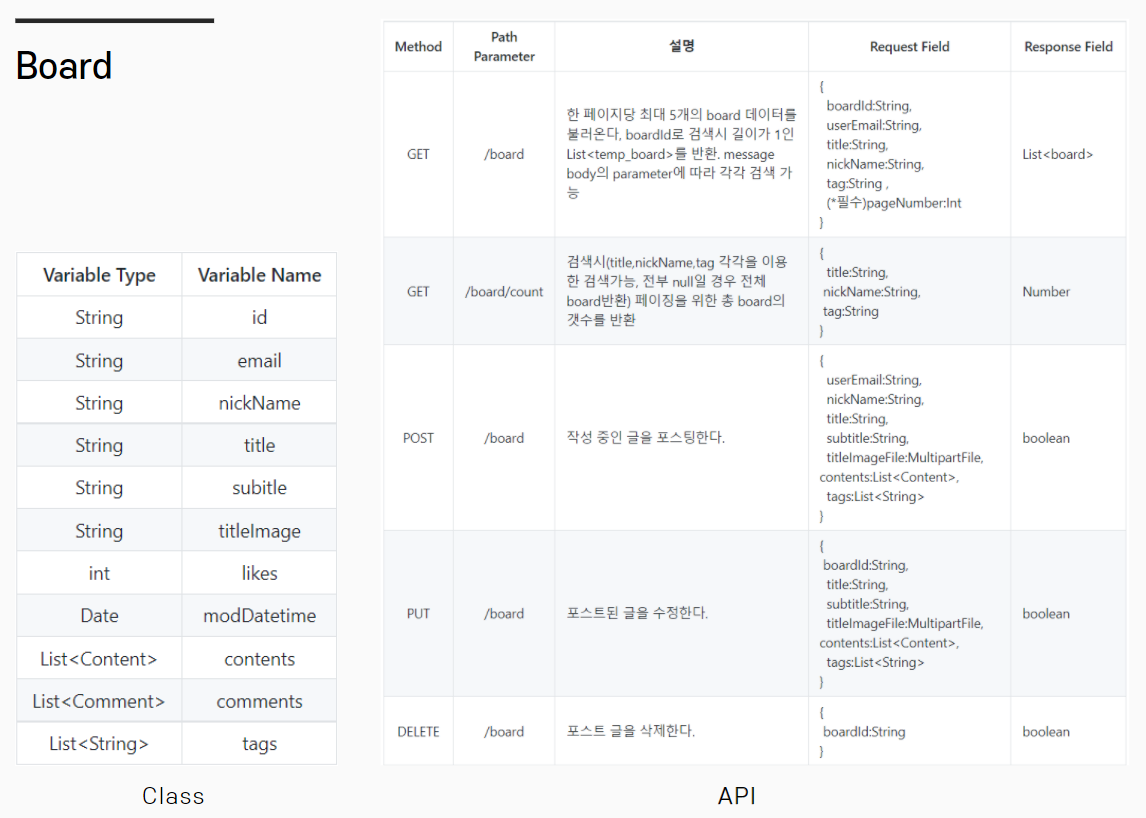 Board
Variable Type Variable Name
String id
String email
String nickName
String title
String subitle
String titleImage
int likes
Date modDatetime
List<Content> contents
List<Comment> comments
List<String> tags
Class
Method Path Parameter 설명 Request Field Response Field
GET /board
한 페이지당 최대 5개의 board 데이터를
불러온다, boardId로 검색시 길이가 1인
List<temp_board>를 반환. message
body의 parameter에 따라 각각 검색 가
능
{
boardId:String,
userEmail:String,
title:String,
nickName:String,
tag:String ,
(*필수)pageNumber:Int
}
List<board>
GET /board/count
검색시(title,nickName,tag 각각을 이용
한 검색가능, 전부 null일 경우 전체
board반환) 페이징을 위한 총 board의
갯수를 반환
{
title:String,
nickName:String,
tag:String
}
Number
POST /board
작성 중인 글을 포스팅한다.
{
userEmail:String,
nickName:String,
title:String,
subtitle:String,
titleImageFile:MultipartFile,
contents:List<Content>,
tags:List<String>
}
boolean
PUT /board
포스트된 글을 수정한다.
{
boardId:String,
title:String,
subtitle:String,
titleImageFile:MultipartFile,
contents:List<Content>,
tags:List<String>
}
boolean
DELETE /board
포스트 글을 삭제한다.
{
boardId:String
}
boolean
API